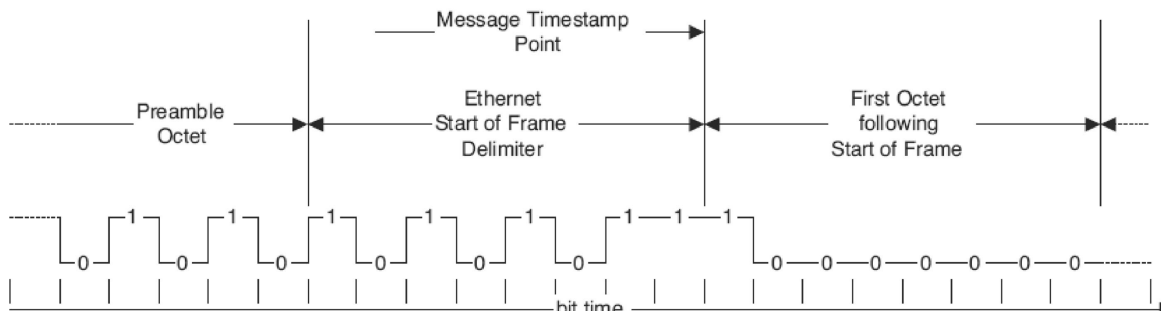 Message Timestamp
Point
Preamble
Octet
Ethernet
Start of Frame
Delimiter
First Octet
following
Start of Frame
1 1 1 1 1 1 1 1
0 0 0 0 0 0 0 0 0 0 0 0 0
bit time